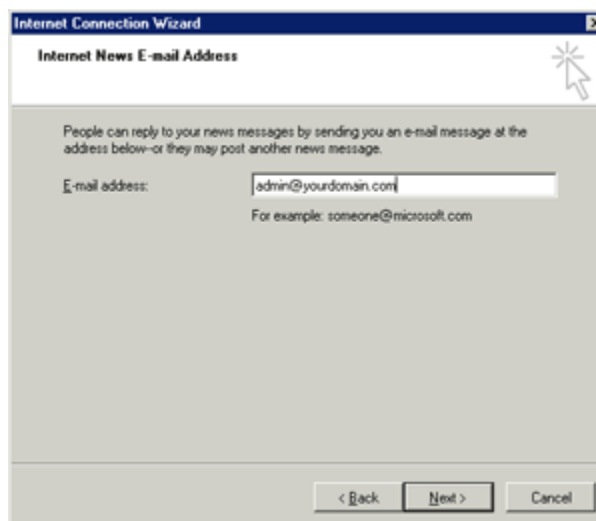 Internet Connection Wizard
Internet News E-mail Address
People can reply to your news messages by sending you an e-mail message at the
address below--or they may post another news message.
E-mail address:
admin@yourdomain.com
For example: someone@microsoft.com
< Back
Next >
Cancel